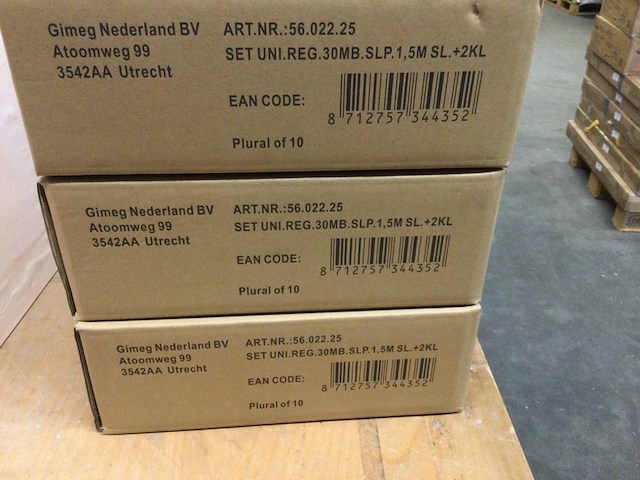 Gimeg Nederland BV
Atoomweg 99
3542AA Utrecht
ART.NR.:56.022.25
SET UNI.REG.30MB.SLP.1,5M SL.+2KL
EAN CODE:
8 712757 344352
Plural of 10
Gimeg Nederland BV
Atoomweg 99
3542AA Utrecht
ART.NR.:56.022.25
SET UNI.REG.30MB.SLP.1,5M SL.+2KL
EAN CODE:
8 712757 344352
Plural of 10
Gimeg Nederland BV
Atoomweg 99
3542AA Utrecht
ART.NR.:56.022.25
SET UNI.REG.30MB.SLP.1,5M SL.+2KL
EAN CODE:
8 712757 344352
Plural of 10